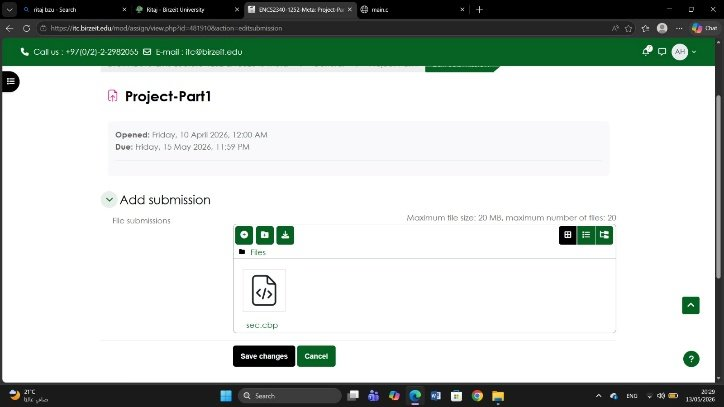 ritaj bzu - Search
Ritaj - Birzeit University
ENCS2340-1252-Meta: Project-Pa
main.c
https://itc.birzeit.edu/mod/assign/view.php?id=481910&action=editsubmission
Copilot
Call us : +97(0/2)-2-2982055 E-mail : itc@birzeit.edu
AH
Project-Part1
Opened: Friday, 10 April 2026, 12:00 AM
Due: Friday, 15 May 2026, 11:59 PM
Add submission
File submissions
Maximum file size: 20 MB, maximum number of files: 20
Files
sec.cbp
Save changes
Cancel
?
21°C
صافٍ غالبًا
Search
ENG
20:29
13/05/2026